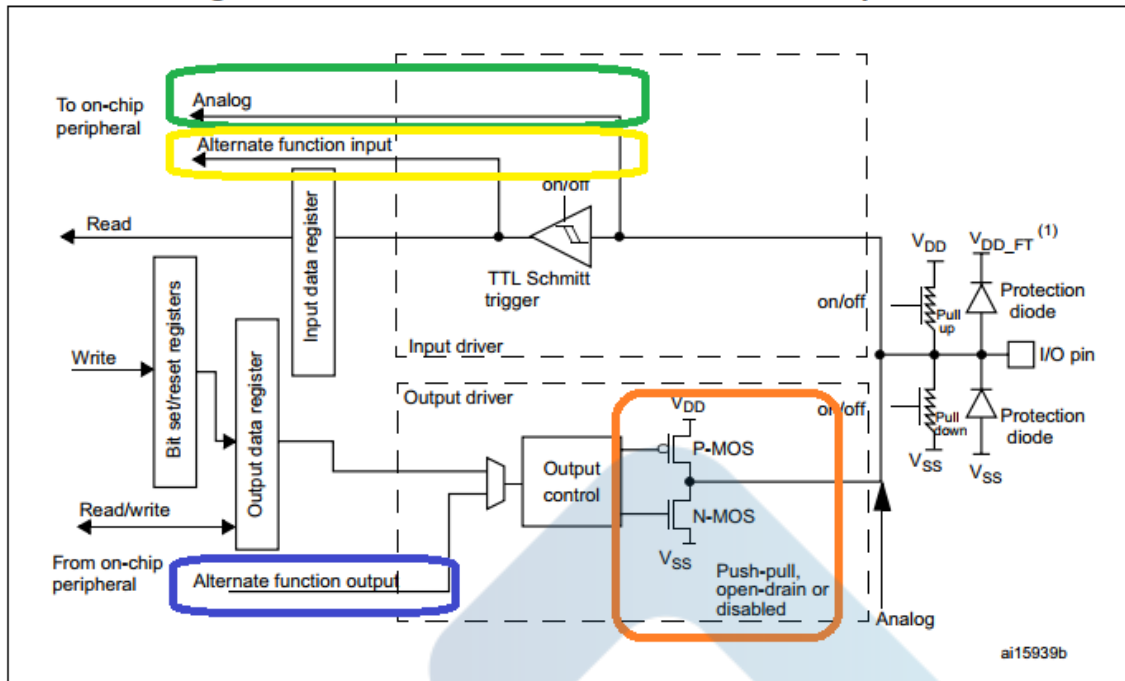 Analog
To on-chip
peripheral
Alternate function input
on/off
Read
Input data register
TTL Schmitt
trigger
Input driver
VDD
VDD_FT (1)
on/off
Pull
up
Protection
diode
I/O pin
Bit set/reset registers
Write
Output data register
Read/write
Output driver
VDD
on/off
P-MOS
Output
control
N-MOS
VSS
Pull
down
Protection
diode
VSS
VSS
From on-chip
peripheral
Alternate function output
Push-pull,
open-drain or
disabled
Analog
ai15939b